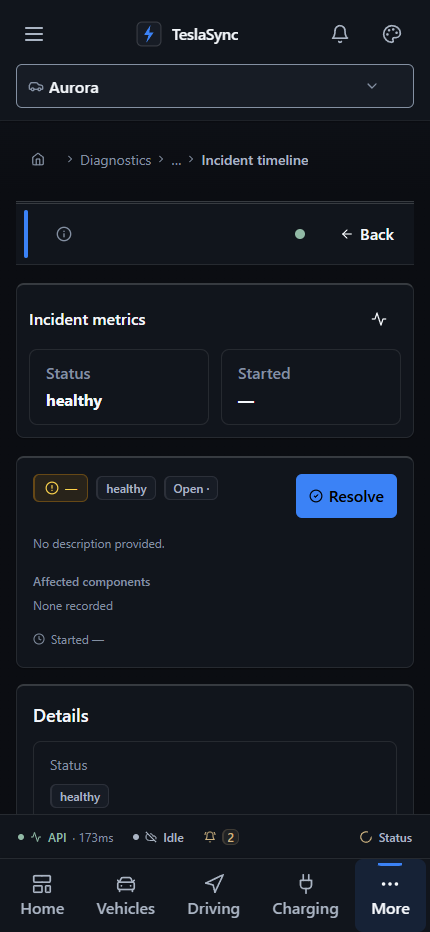 TeslaSync
Aurora
Diagnostics
...
Incident timeline
Back
Incident metrics
Status
healthy
Started
—
—
healthy
Open ·
Resolve
No description provided.
Affected components
None recorded
Started —
Details
Status
healthy
API · 173ms
Idle
2
Status
Home
Vehicles
Driving
Charging
More